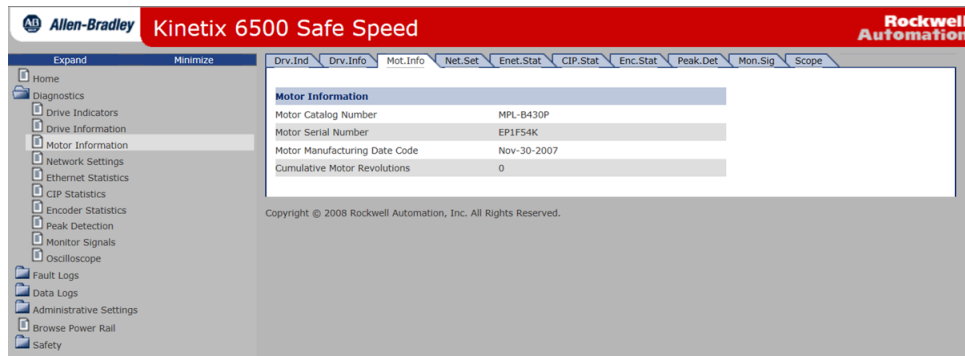 AB Allen-Bradley
Kinetix 6500 Safe Speed
Rockwell
Automation
Expand Minimize
Home
Diagnostics
Drive Indicators
Drive Information
Motor Information
Network Settings
Ethernet Statistics
CIP Statistics
Encoder Statistics
Peak Detection
Monitor Signals
Oscilloscope
Fault Logs
Data Logs
Administrative Settings
Browse Power Rail
Safety
Drv.Ind Drv.Info Mot.Info Net.Set Enet.Stat CIP.Stat Enc.Stat Peak.Det Mon.Sig Scope
Motor Information
Motor Catalog Number MPL-B430P
Motor Serial Number EP1F54K
Motor Manufacturing Date Code Nov-30-2007
Cumulative Motor Revolutions 0
Copyright © 2008 Rockwell Automation, Inc. All Rights Reserved.